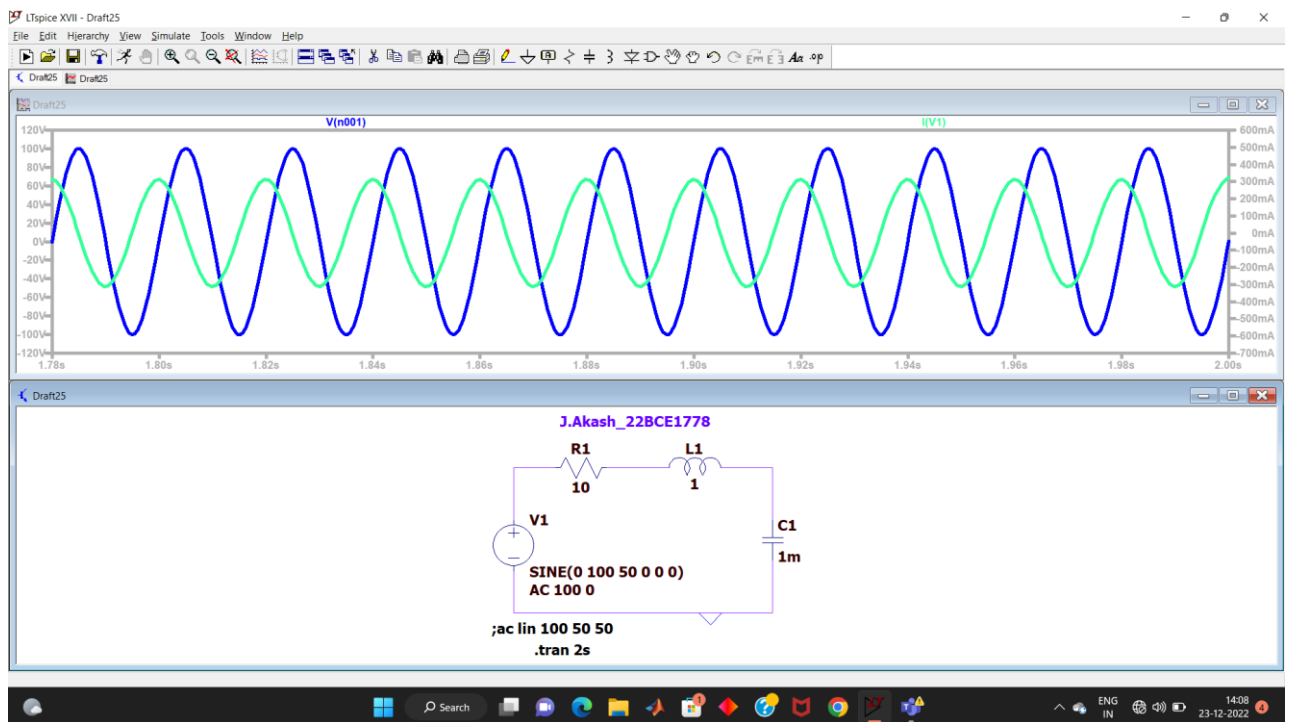 LTspice XVII - Draft25
File Edit Hierarchy View Simulate Tools Window Help
Aa .op
Draft25 Draft25
Draft25
V(n001) I(V1)
120V 600mA
100V 500mA
80V 400mA
60V 300mA
40V 200mA
20V 100mA
0V 0mA
-20V -100mA
-40V -200mA
-60V -300mA
-80V -400mA
-100V -500mA
-600mA
-120V -700mA
1.78s 1.80s 1.82s 1.84s 1.86s 1.88s 1.90s 1.92s 1.94s 1.96s 1.98s 2.00s
Draft25
J.Akash_22BCE1778
R1 L1
10 1
V1 C1
1m
SINE(0 100 50 0 0 0)
AC 100 0
;ac lin 100 50 50
.tran 2s
Search
ENG 14:08
IN 23-12-2022 4